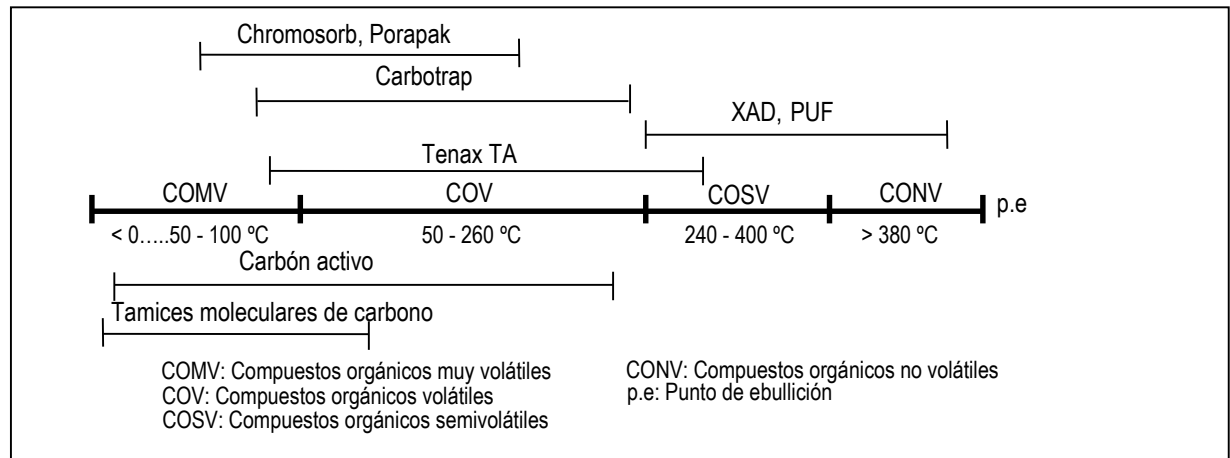 Chromosorb, Porapak
Carbotrap
XAD, PUF
Tenax TA
COMV COV COSV CONV
p.e
< 0.....50 - 100 ºC 50 - 260 ºC 240 - 400 ºC > 380 ºC
Carbón activo
Tamices moleculares de carbono
COMV: Compuestos orgánicos muy volátiles
COV: Compuestos orgánicos volátiles
COSV: Compuestos orgánicos semivolátiles
CONV: Compuestos orgánicos no volátiles
p.e: Punto de ebullición